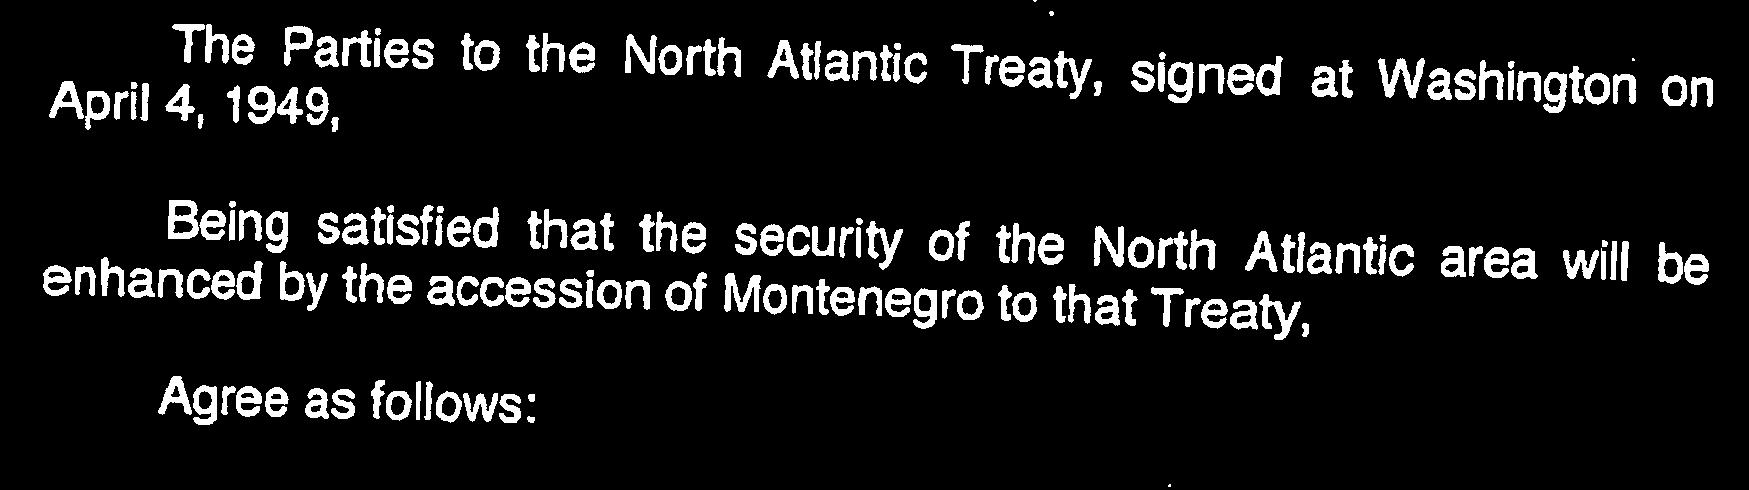 The Parties to the North Atlantic Treaty, signed at Washington on
April 4, 1949,
Being satisfied that the security of the North Atlantic area will be
enhanced by the accession of Montenegro to that Treaty,
Agree as follows: